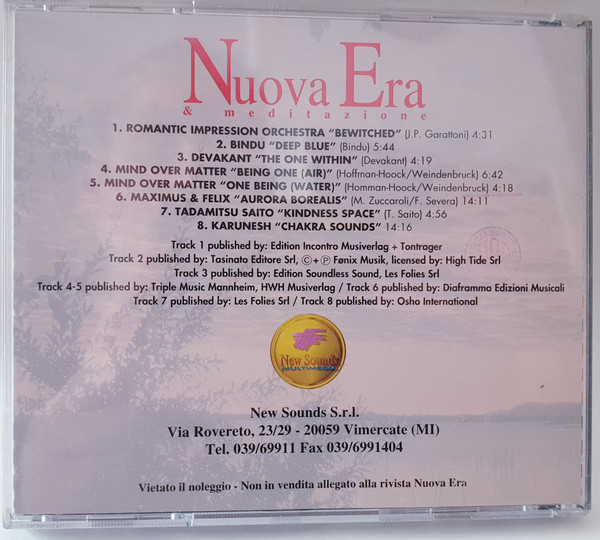 Nuova Era
& meditazione
1. ROMANTIC IMPRESSION ORCHESTRA "BEWITCHED" (J.P. Garattoni) 4:31
2. BINDU "DEEP BLUE" (Bindu) 5:44
3. DEVAKANT "THE ONE WITHIN" (Devakant) 4:19
4. MIND OVER MATTER "BEING ONE (AIR)" (Hoffman-Hoock/Weindenbruck) 6:42
5. MIND OVER MATTER "ONE BEING (WATER)" (Homman-Hoock/Weindenbruck) 4:18
6. MAXIMUS & FELIX "AURORA BOREALIS" (M. Zuccaroli/F. Severa) 14:11
7. TADAMITSU SAITO "KINDNESS SPACE" (T. Saito) 4:56
8. KARUNESH "CHAKRA SOUNDS" 14:16
Track 1 published by: Edition Incontro Musiverlag + Tontrager
Track 2 published by: Tasinato Editore Srl, ©+℗ Fønix Musik, licensed by: High Tide Srl
Track 3 published by: Edition Soundless Sound, Les Folies Srl
Track 4-5 published by: Triple Music Mannheim, HWH Musiverlag / Track 6 published by: Diaframma Edizioni Musicali
Track 7 published by: Les Folies Srl / Track 8 published by: Osho International
New Sounds
MULTIMEDIA
New Sounds S.r.l.
Via Rovereto, 23/29 - 20059 Vimercate (MI)
Tel. 039/69911 Fax 039/6991404
Vietato il noleggio - Non in vendita allegato alla rivista Nuova Era